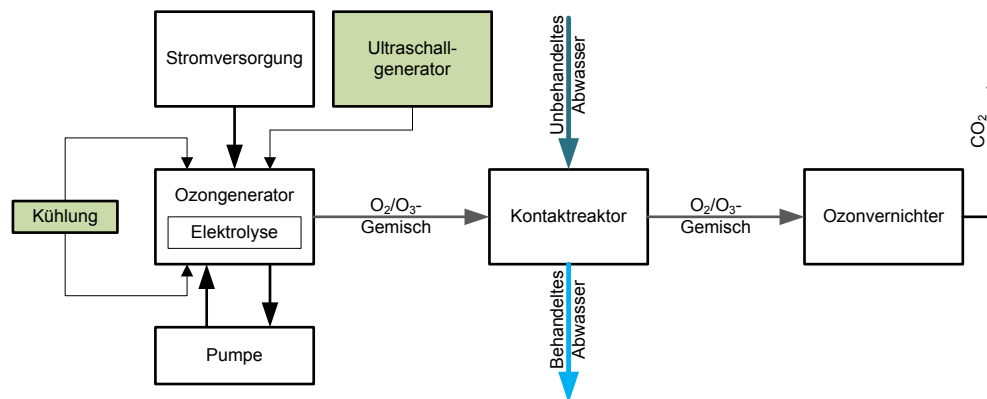 Stromversorgung
Ultraschall-
generator
Unbehandeltes
Abwasser
CO₂
Kühlung
Ozongenerator
Elektrolyse
O₂/O₃-
Gemisch
Kontaktreaktor
O₂/O₃-
Gemisch
Ozonvernichter
Pumpe
Behandeltes
Abwasser